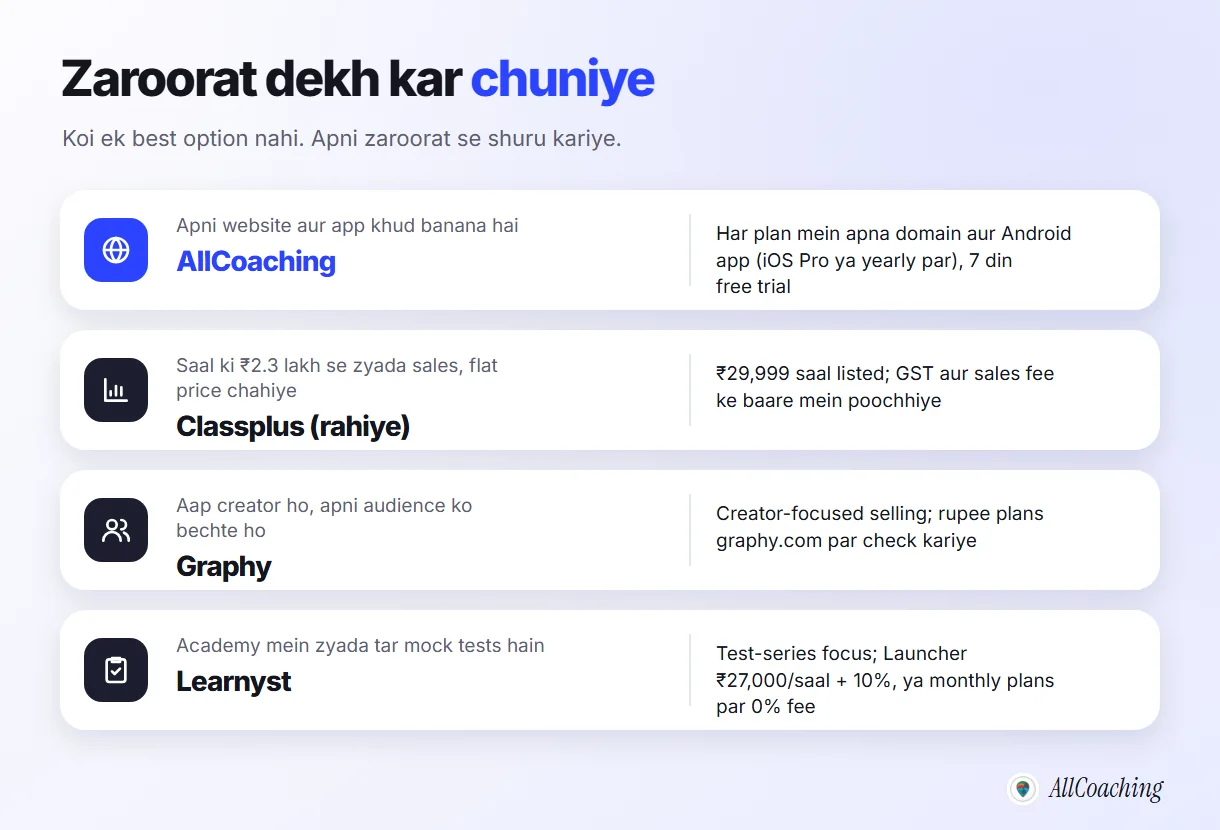 Zaroorat dekh kar chuniye
Koi ek best option nahi. Apni zaroorat se shuru kariye.
Apni website aur app khud banana hai
AllCoaching
Har plan mein apna domain aur Android
app (iOS Pro ya yearly par), 7 din
free trial
Saal ki ₹2.3 lakh se zyada sales, flat
price chahiye
Classplus (rahiye)
₹29,999 saal listed; GST aur sales fee
ke baare mein poochhiye
Aap creator ho, apni audience ko
bechte ho
Graphy
Creator-focused selling; rupee plans
graphy.com par check kariye
Academy mein zyada tar mock tests hain
Learnyst
Test-series focus; Launcher
₹27,000/saal + 10%, ya monthly plans
par 0% fee
AllCoaching